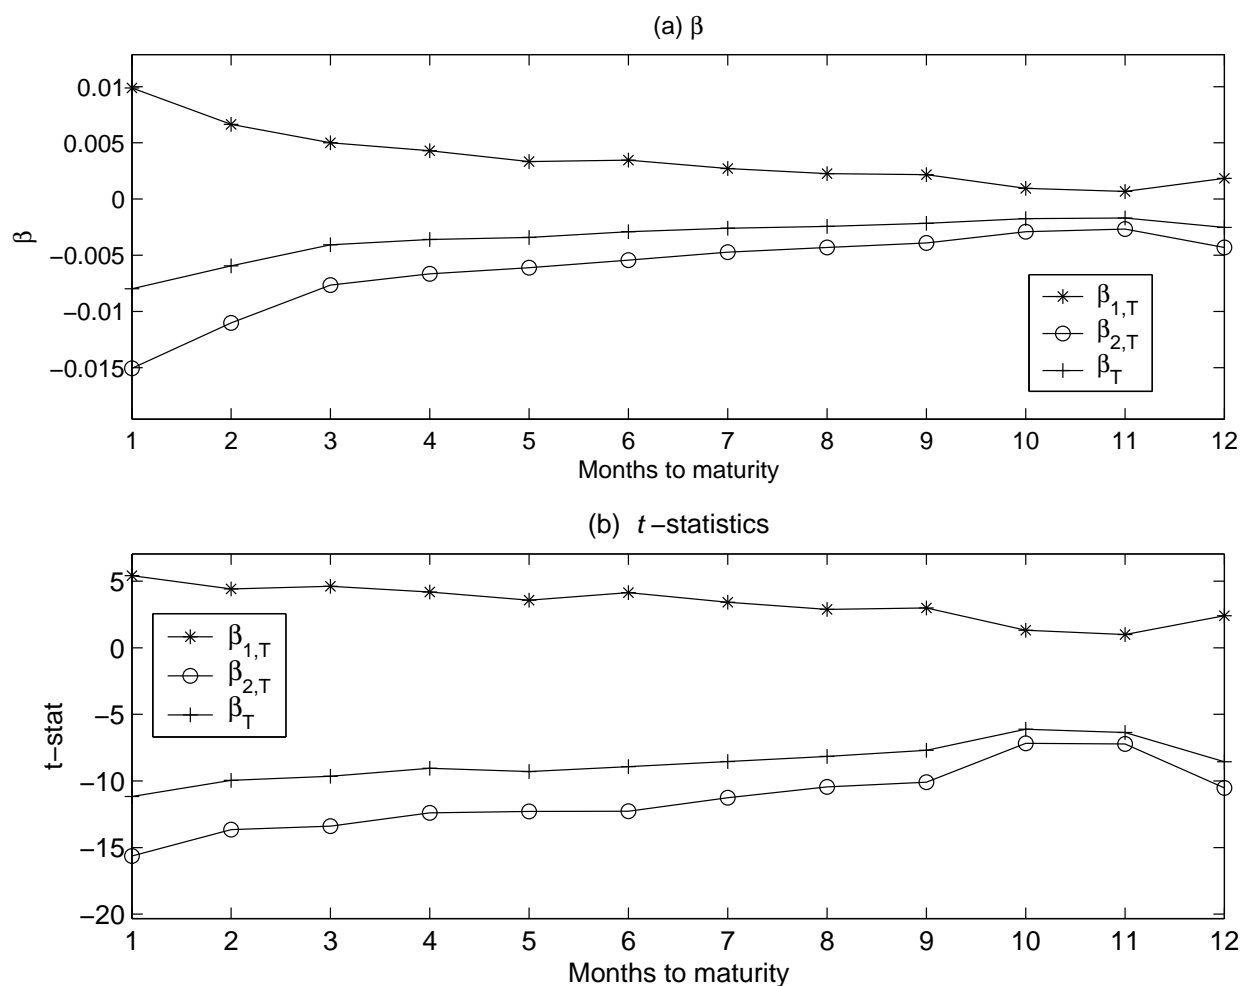 (a) β
0.01
0.005
0
−0.005
−0.01
−0.015
β
β1,T
β2,T
βT
1 2 3 4 5 6 7 8 9 10 11 12
Months to maturity
(b) t −statistics
5
0
−5
−10
−15
−20
t−stat
β1,T
β2,T
βT
1 2 3 4 5 6 7 8 9 10 11 12
Months to maturity